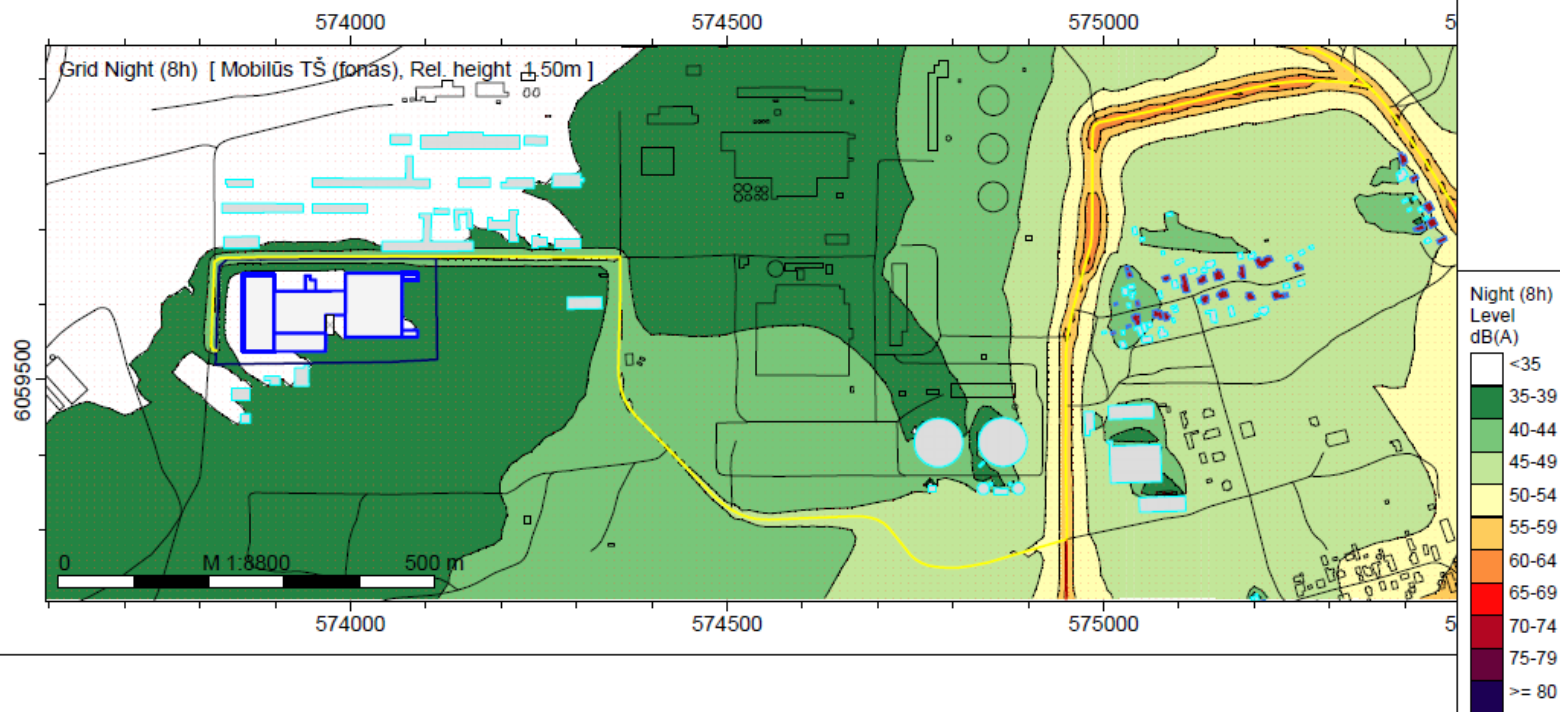 574000 574500 575000 5
Grid Night (8h) [ Mobilūs TŠ (fonas), Rel. height 1.50m ]
6059500
0 M 1:8800 500 m
574000 574500 575000 5
Night (8h)
Level
dB(A)
<35
35-39
40-44
45-49
50-54
55-59
60-64
65-69
70-74
75-79
>= 80